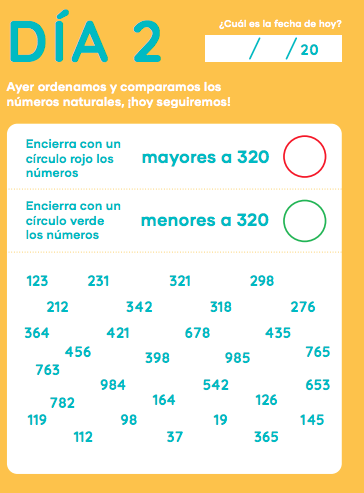 DÍA 2
¿Cuál es la fecha de hoy?
/ / 20
Ayer ordenamos y comparamos los
números naturales, ¡hoy seguiremos!
Encierra con un
círculo rojo los
números
mayores a 320
Encierra con un
círculo verde
los números
menores a 320
123 231 321 298
212 342 318 276
364 421 678 435
456 398 985 765
763
984 542 653
782 164 126
119 98 19 145
112 37 365